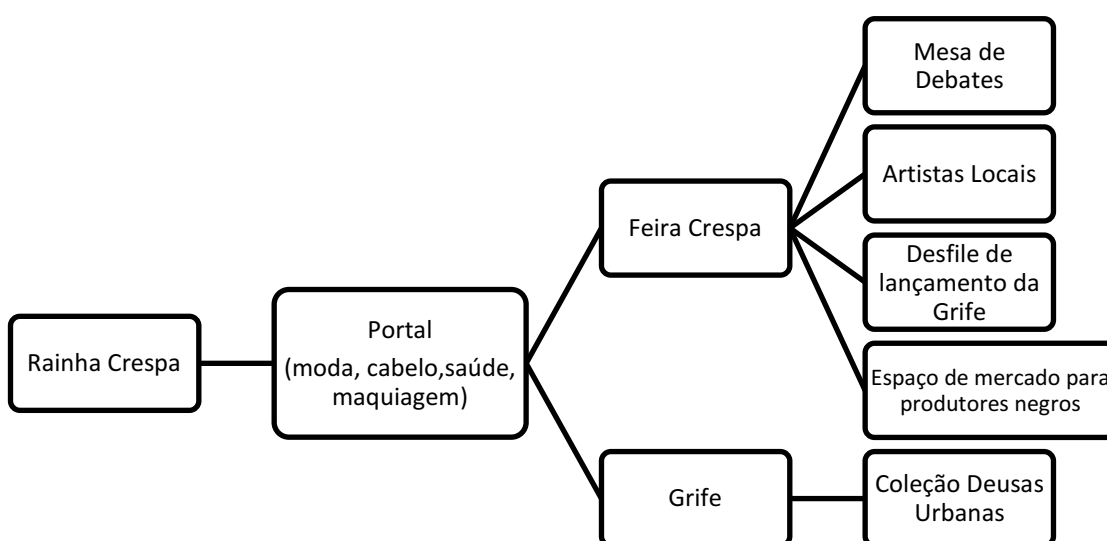 Rainha Crespa
Portal
(moda, cabelo,saúde,
maquiagem)
Feira Crespa
Mesa de
Debates
Artistas Locais
Desfile de
lançamento da
Grife
Espaço de mercado para
produtores negros
Grife
Coleção Deusas
Urbanas